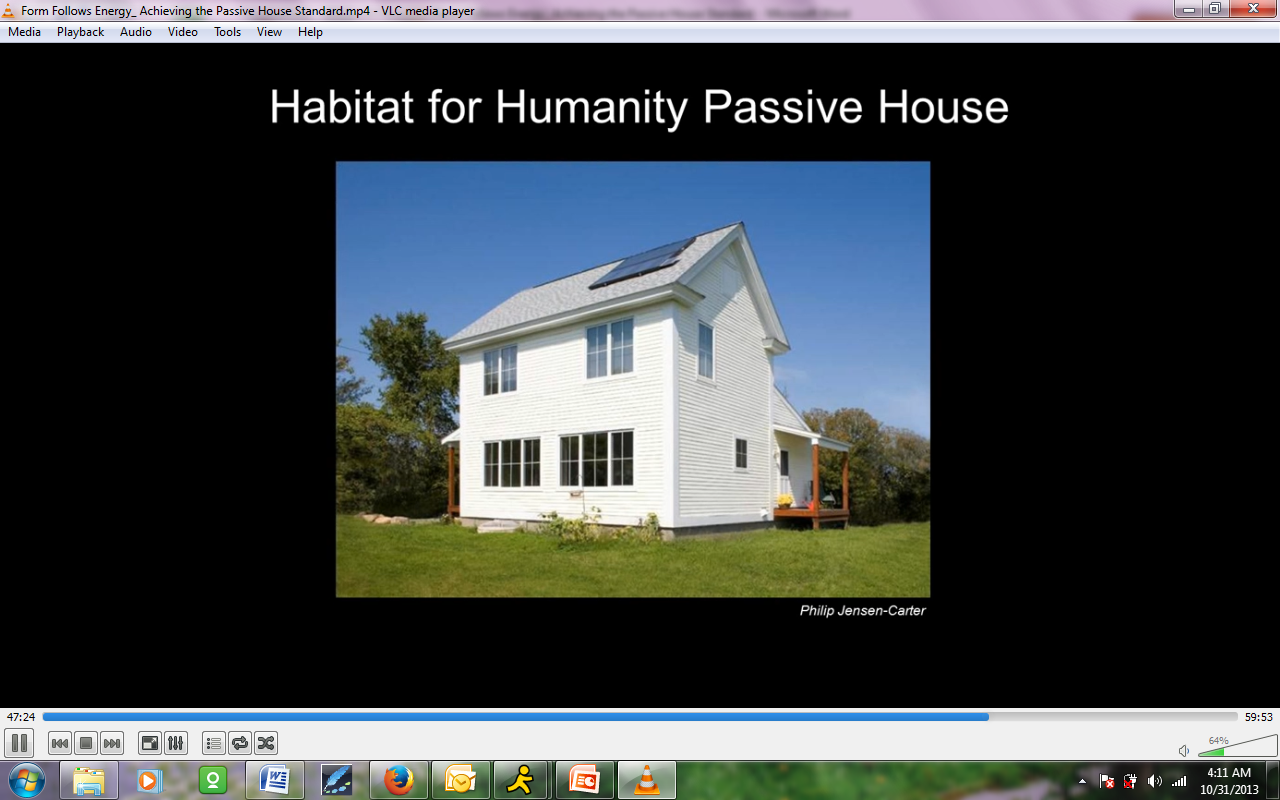 Form Follows Energy_ Achieving the Passive House Standard.mp4 - VLC media player
Media Playback Audio Video Tools View Help
Habitat for Humanity Passive House
Philip Jensen-Carter
47:24 59:53
64%
4:11 AM
10/31/2013